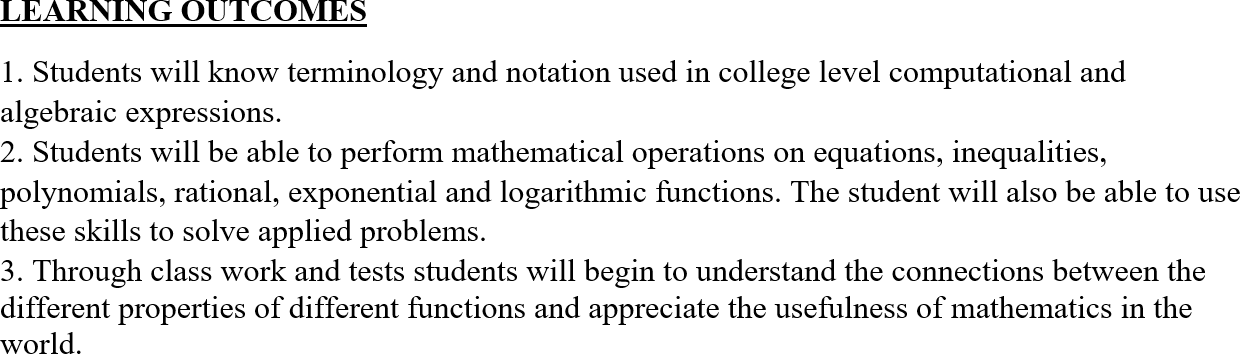 LEARNING OUTCOMES
1. Students will know terminology and notation used in college level computational and
algebraic expressions.
2. Students will be able to perform mathematical operations on equations, inequalities,
polynomials, rational, exponential and logarithmic functions. The student will also be able to use
these skills to solve applied problems.
3. Through class work and tests students will begin to understand the connections between the
different properties of different functions and appreciate the usefulness of mathematics in the
world.